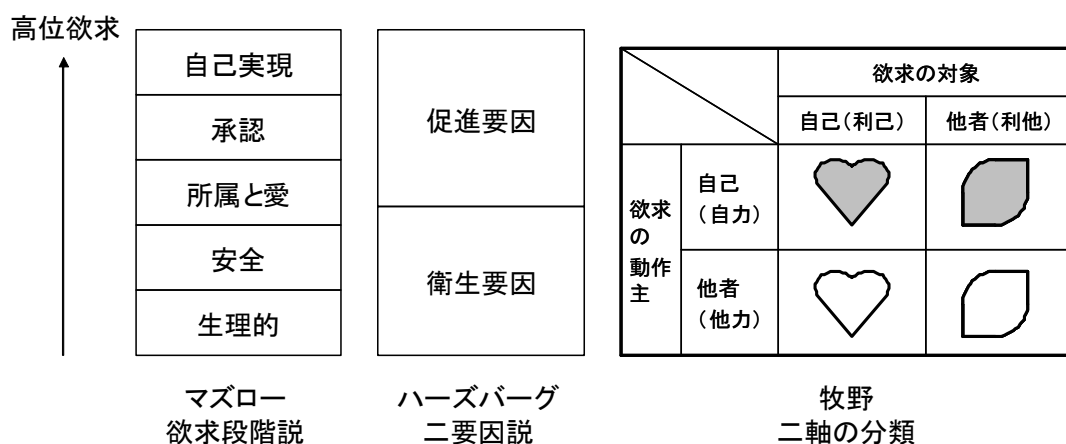 高位欲求
自己実現
承認
所属と愛
安全
生理的
マズロー
欲求段階説
促進要因
衛生要因
ハーズバーグ
二要因説
欲求の対象
自己(利己)
他者(利他)
欲求
の
動作
主
自己
(自力)
他者
(他力)
牧野
二軸の分類